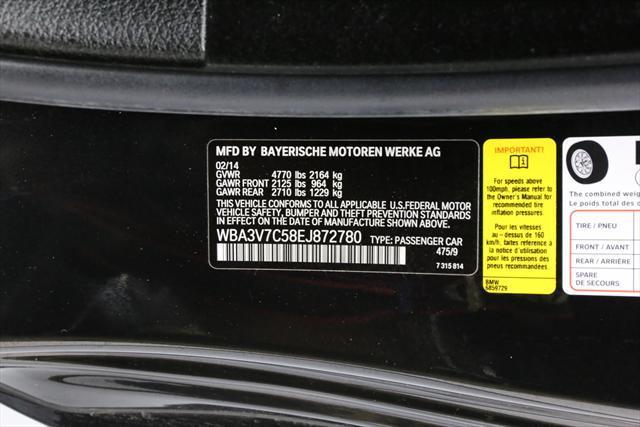 MFD BY BAYERISCHE MOTOREN WERKE AG
02/14
GVWR 4770 lbs 2164 kg
GAWR FRONT 2125 lbs 964 kg
GAWR REAR 2710 lbs 1229 kg
THIS VEHICLE CONFORMS TO ALL APPLICABLE U.S.FEDERAL MOTOR
VEHICLE SAFETY, BUMPER AND THEFT PREVENTION STANDARDS
IN EFFECT ON THE DATE OF MANUFACTURE SHOWN ABOVE.
WBA3V7C58EJ872780 TYPE: PASSENGER CAR
475/9
7 315 814
IMPORTANT
For speeds above
100mph, please refer to
the Owner's Manual for
recommended tire
inflation pressures.
Pour les vitesses
au – dessus de 160
km/h, se référer à la
notice d'utilisation
pour les pressions des
pneus recommendées.
BMW
6859729
The combined weight
Le poids total des
TIRE / PNEU
FRONT / AVANT
REAR / ARRIÈRE
SPARE
DE SECOURS